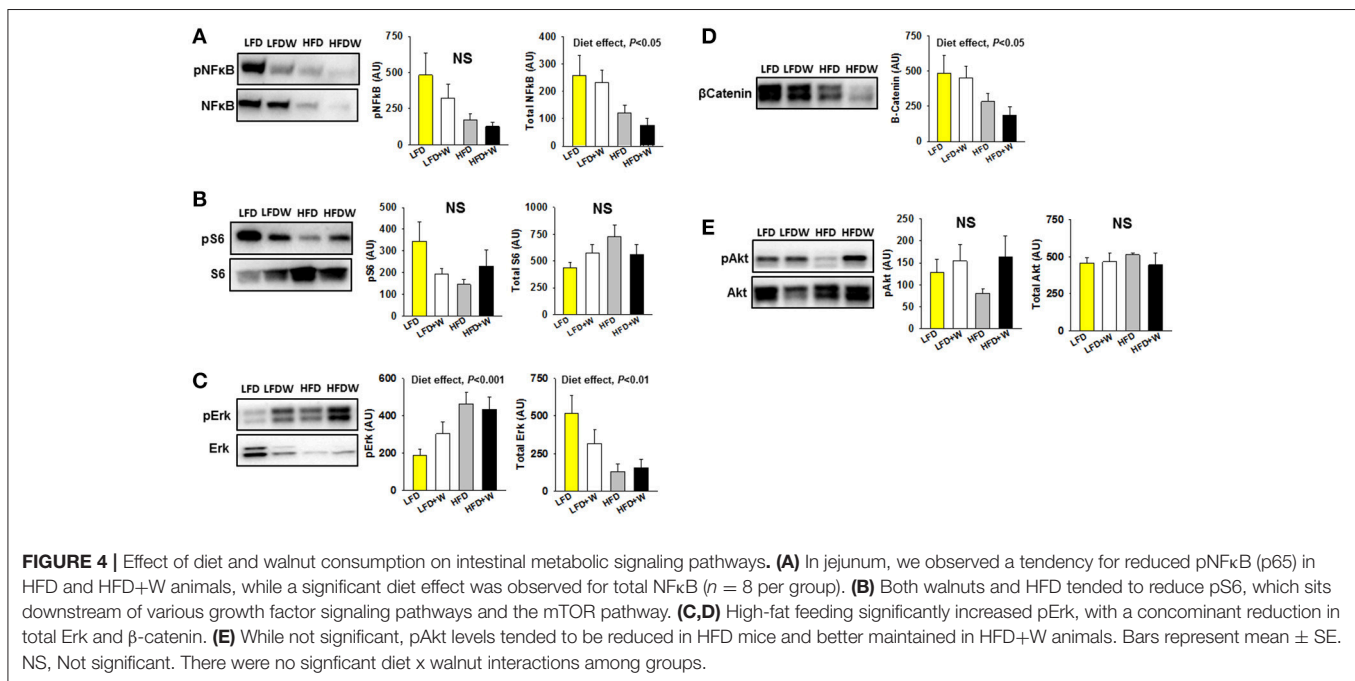 A
LFD LFDW HFD HFDW
pNFκB
NFκB
pNFkB (AU)
750
500
250
0
NS
LFD
LFD+W
HFD
HFD+W
Total NFkB (AU)
400
300
200
100
0
Diet effect, P<0.05
LFD
LFD+W
HFD
HFD+W
D
LFD LFDW HFD HFDW
βCatenin
B-Catenin (AU)
750
500
250
0
Diet effect, P<0.05
LFD
LFD+W
HFD
HFD+W
B
LFD LFDW HFD HFDW
pS6
S6
pS6 (AU)
500
400
300
200
100
0
NS
LFD
LFD+W
HFD
HFD+W
Total S6 (AU)
1000
750
500
250
0
NS
LFD
LFD+W
HFD
HFD+W
E
LFD LFDW HFD HFDW
pAkt
Akt
pAkt (AU)
250
200
150
100
50
0
NS
LFD
LFD+W
HFD
HFD+W
Total Akt (AU)
750
500
250
0
NS
LFD
LFD+W
HFD
HFD+W
C
LFD LFDW HFD HFDW
pErk
Erk
pErk (AU)
600
400
200
0
Diet effect, P<0.001
LFD
LFD+W
HFD
HFD+W
Total Erk (AU)
750
500
250
0
Diet effect, P<0.01
LFD
LFD+W
HFD
HFD+W
FIGURE 4 | Effect of diet and walnut consumption on intestinal metabolic signaling pathways. (A) In jejunum, we observed a tendency for reduced pNFκB (p65) in
HFD and HFD+W animals, while a significant diet effect was observed for total NFκB (n = 8 per group). (B) Both walnuts and HFD tended to reduce pS6, which sits
downstream of various growth factor signaling pathways and the mTOR pathway. (C,D) High-fat feeding significantly increased pErk, with a concominant reduction in
total Erk and β-catenin. (E) While not significant, pAkt levels tended to be reduced in HFD mice and better maintained in HFD+W animals. Bars represent mean ± SE.
NS, Not significant. There were no signficant diet x walnut interactions among groups.